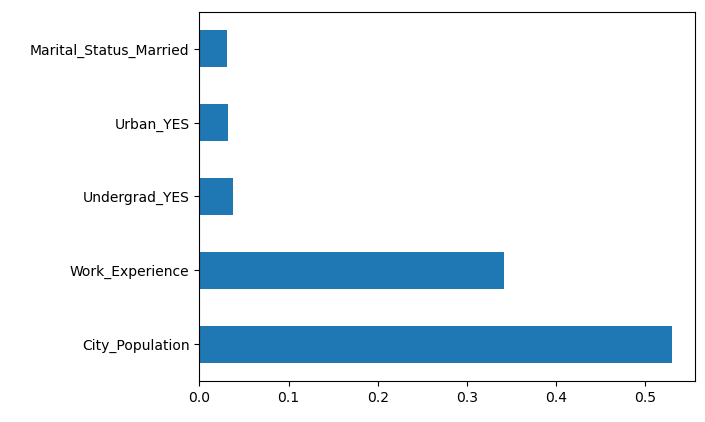 Marital_Status_Married
Urban_YES
Undergrad_YES
Work_Experience
City_Population
0.0 0.1 0.2 0.3 0.4 0.5